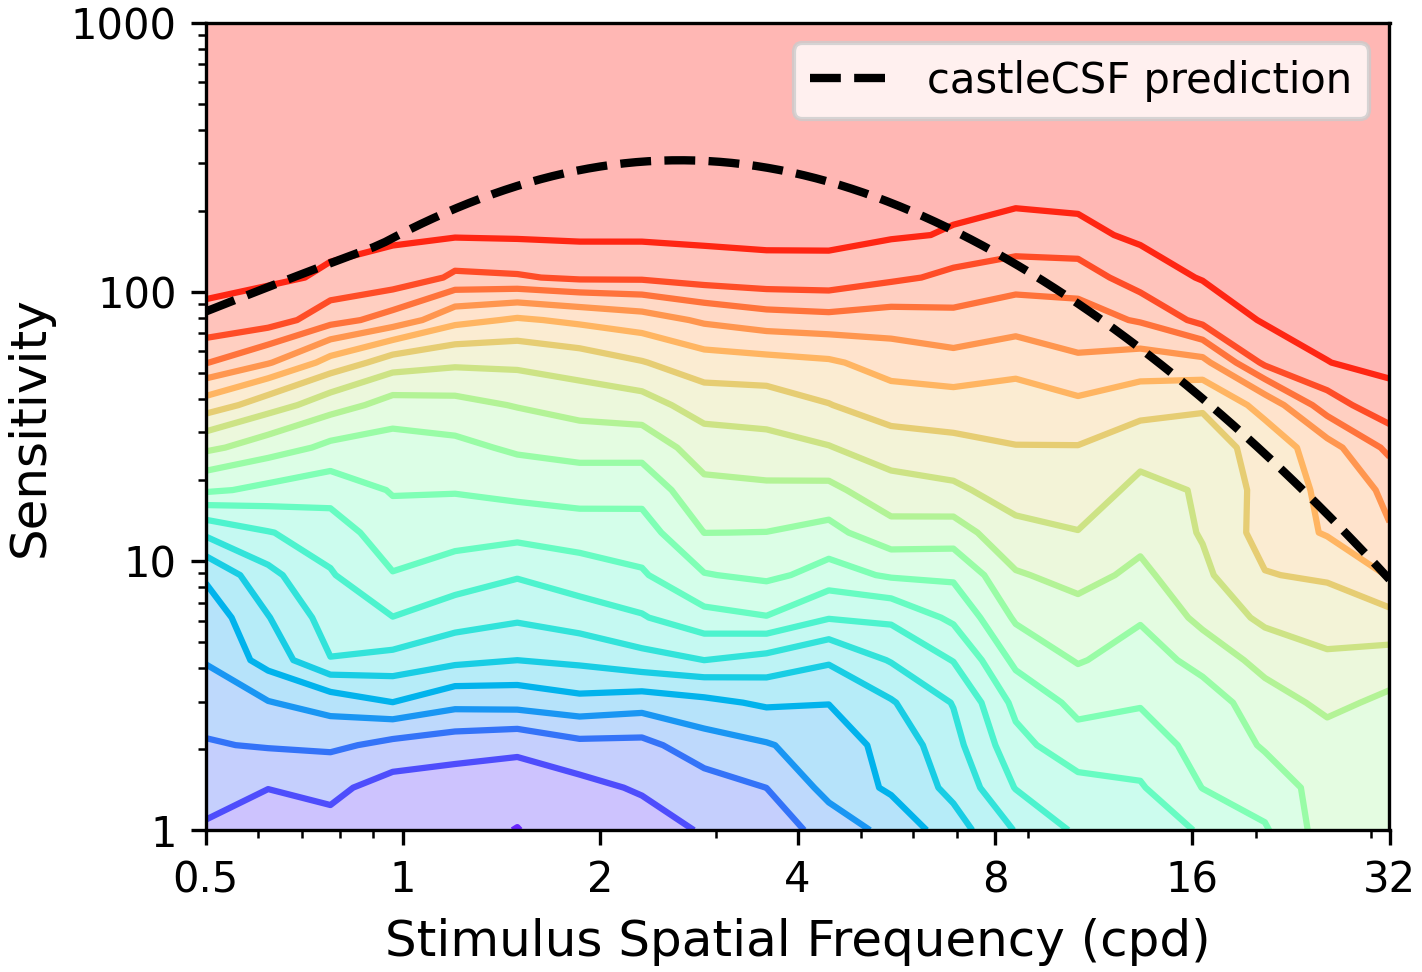 1000
castleCSF prediction
100
Sensitivity
10
1
0.5 1 2 4 8 16 32
Stimulus Spatial Frequency (cpd)